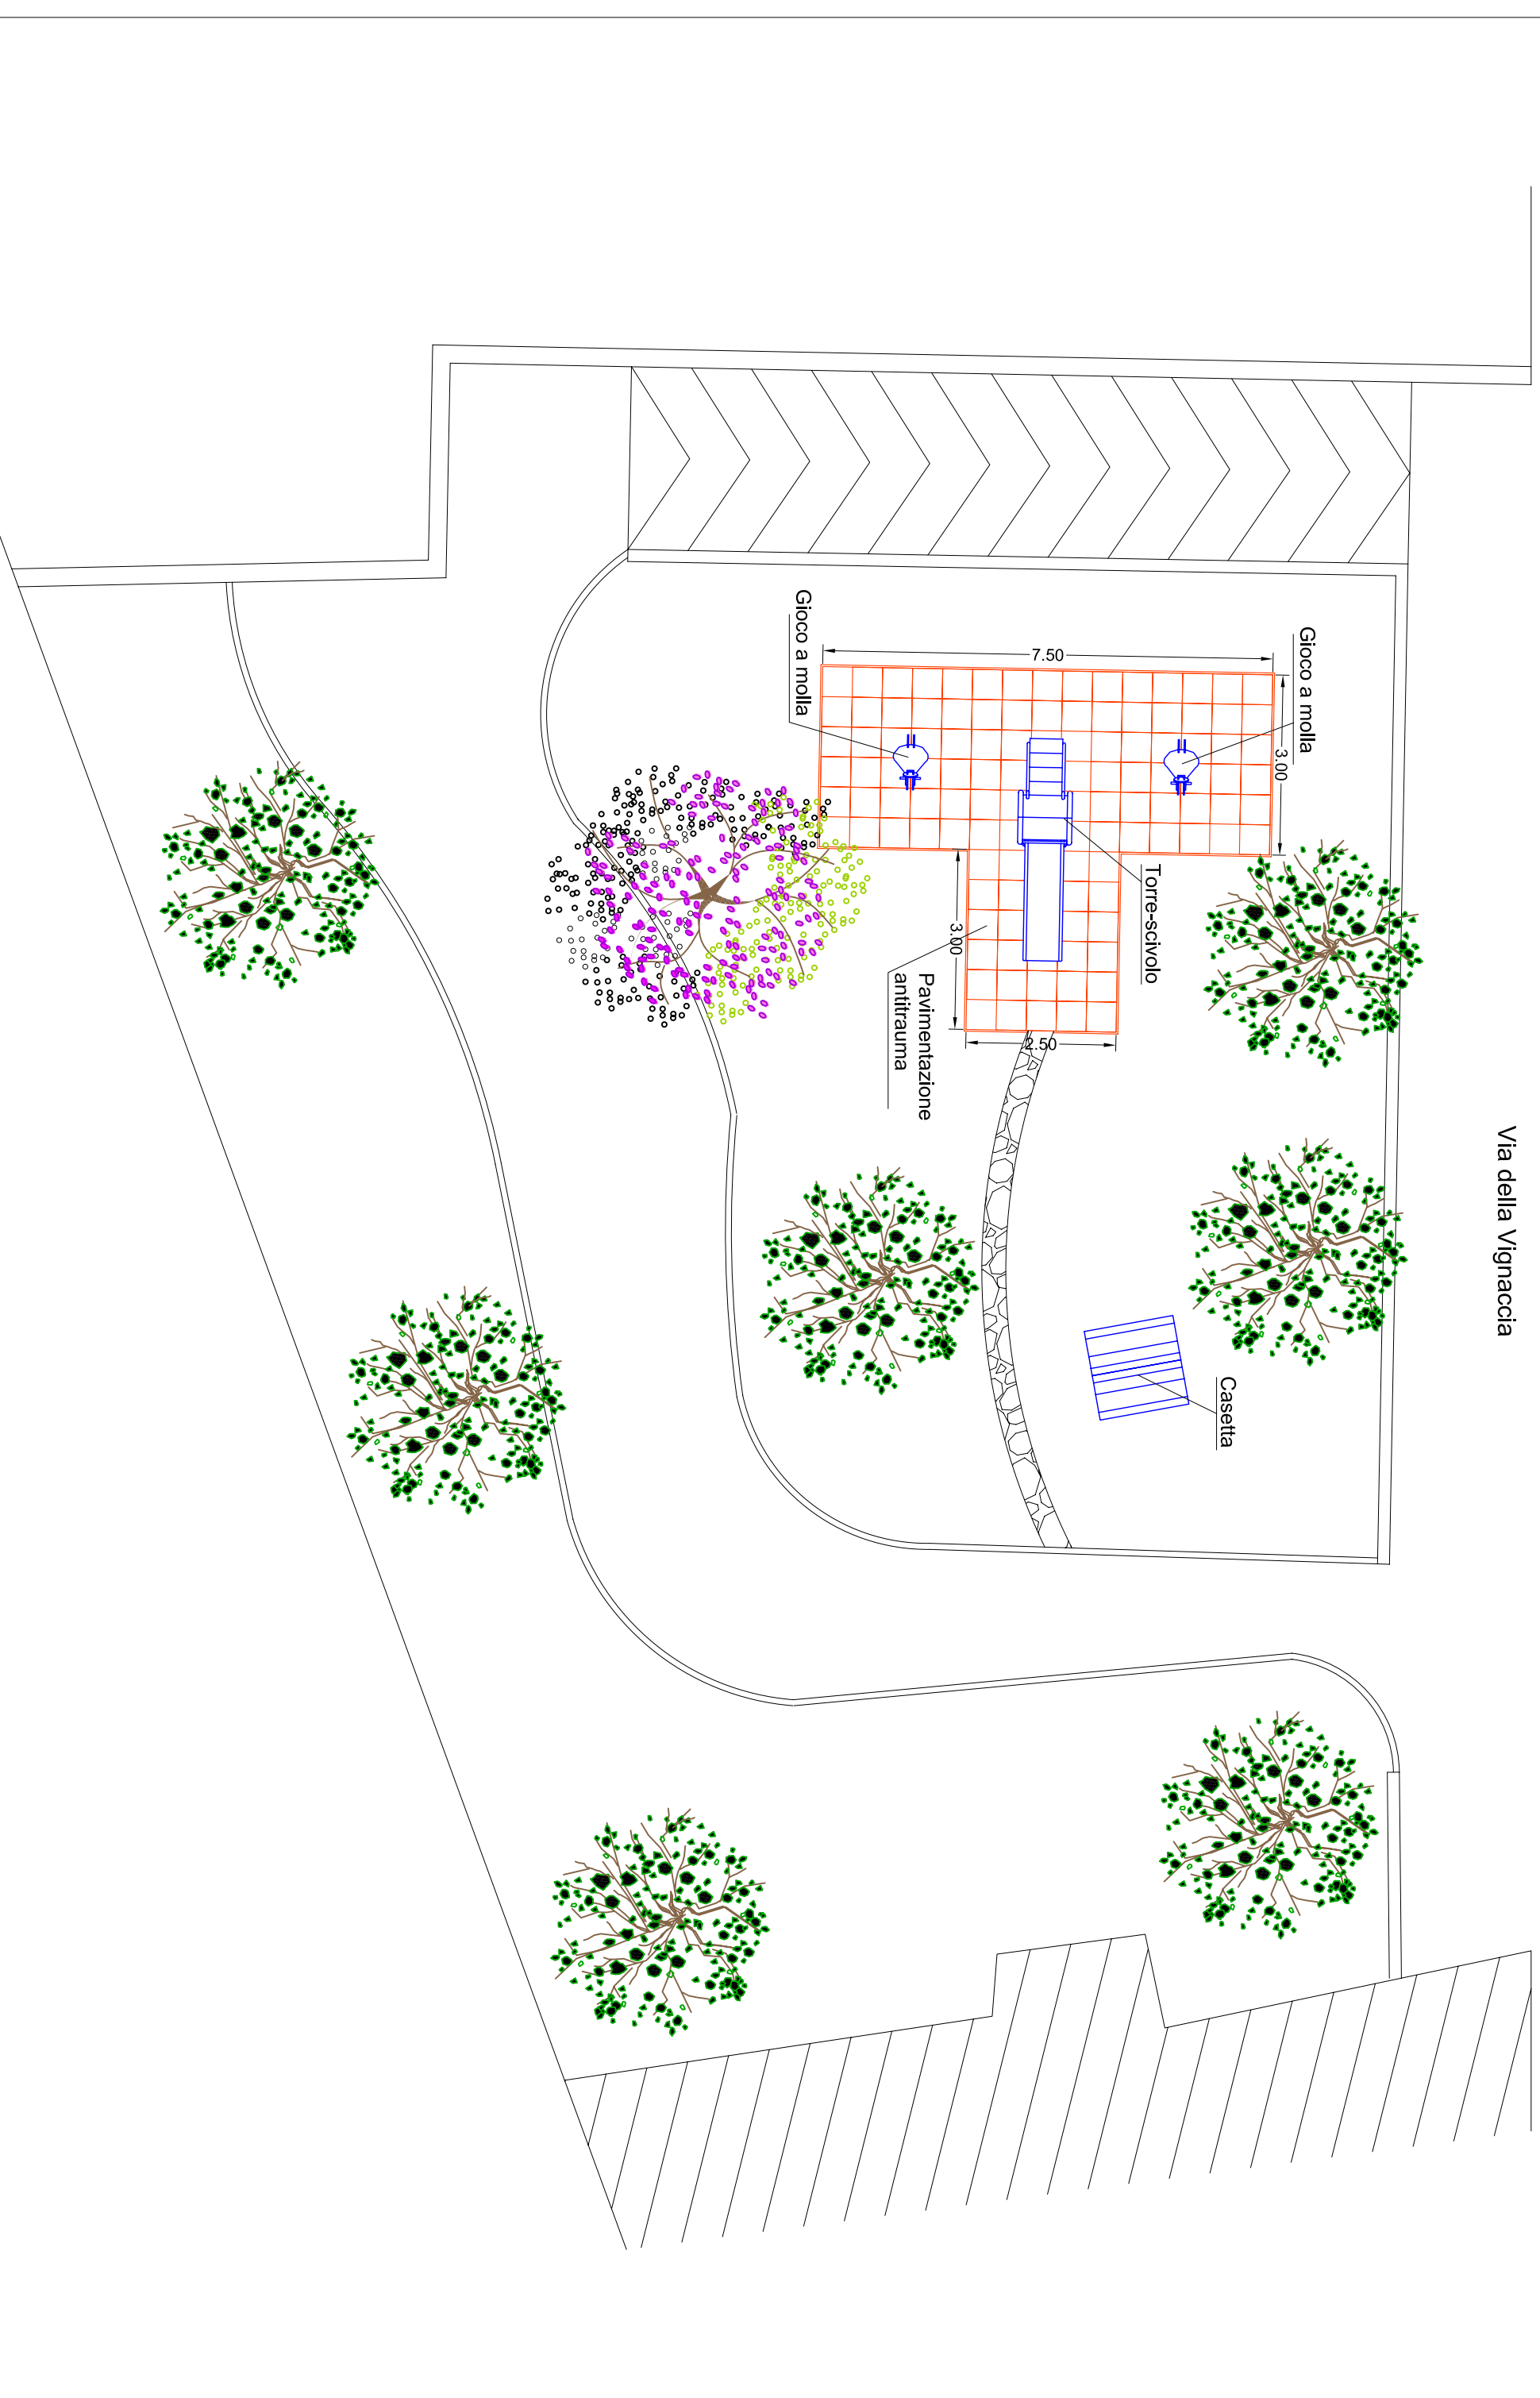 Via della Vignaccia
Gioco a molla
3.00
7.50
Gioco a molla
Torre-scivolo
3.00
2.50
Pavimentazione
antitrauma
Casetta